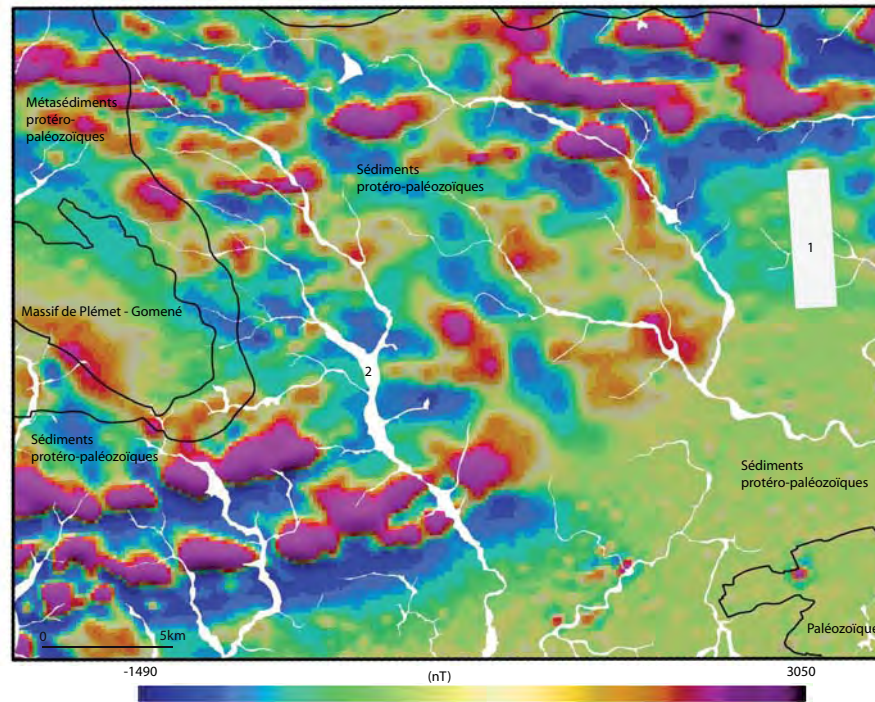 Métasédiments
protéro-
paléozoïques
Sédiments
protéro-paléozoïques
1
Massif de Plémet - Gomené
2
Sédiments
protéro-paléozoïques
Sédiments
protéro-paléozoïques
Paléozoïque
0 5km
-1490 (nT) 3050